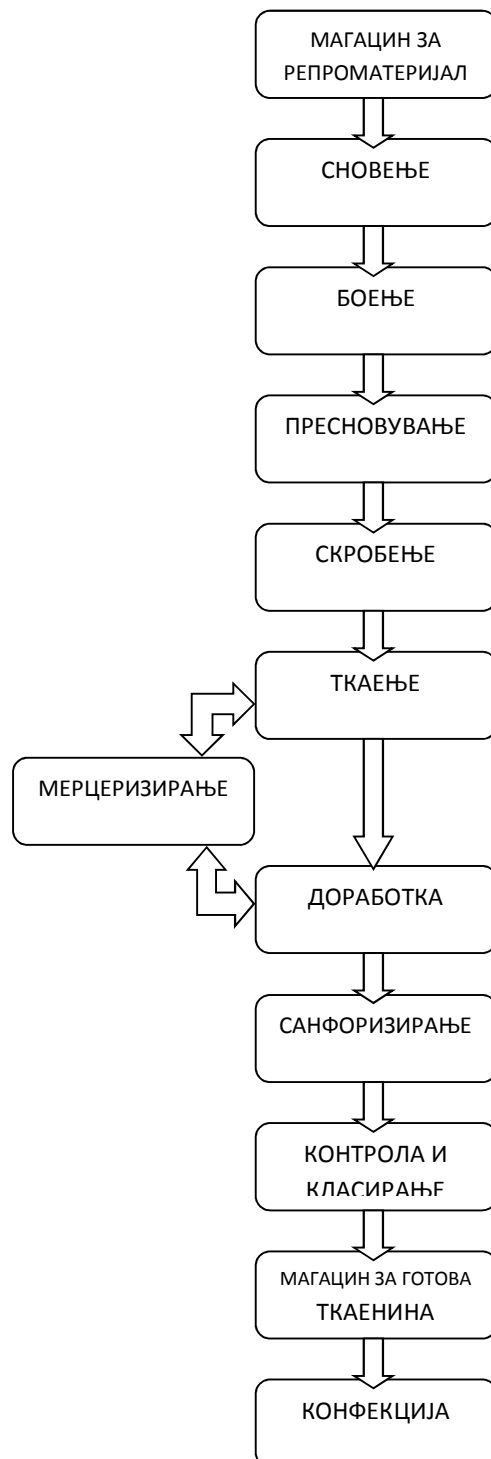 МАГАЦИН ЗА
РЕПРОМАТЕРИЈАЛ
СНОВЕЊЕ
БОЕЊЕ
ПРЕСНОВУВАЊЕ
СКРОБЕЊЕ
ТКАЕЊЕ
МЕРЦЕРИЗИРАЊЕ
ДОРАБОТКА
САНФОРИЗИРАЊЕ
КОНТРОЛА И
КЛАСИРАЊЕ
МАГАЦИН ЗА ГОТОВА
ТКАЕНИНА
КОНФЕКЦИЈА